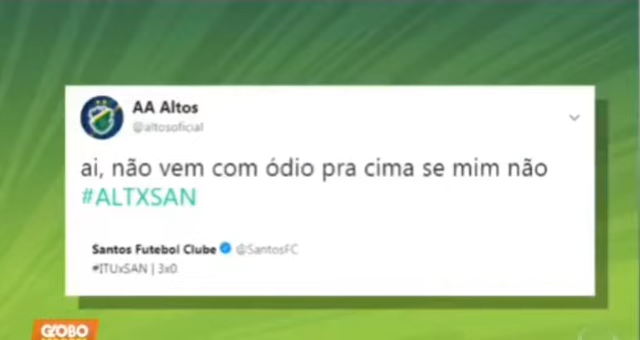 AA Altos
@altosoficial
ai, não vem com ódio pra cima se mim não
#ALTXSAN
Santos Futebol Clube @SantosFC
#ITUxSAN | 3x0
GLOBO